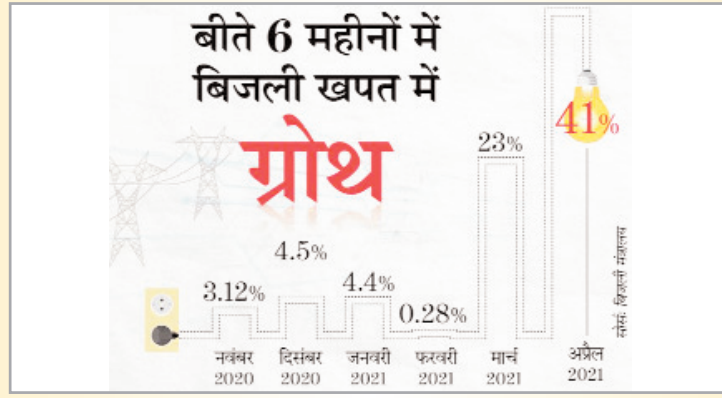 बीते 6 महीनों में
बिजली खपत में
ग्रोथ
3.12%
4.5%
4.4%
0.28%
23%
41%
नवंबर
2020
दिसंबर
2020
जनवरी
2021
फरवरी
2021
मार्च
2021
अप्रैल
2021
सोर्स: बिजली मंत्रालय